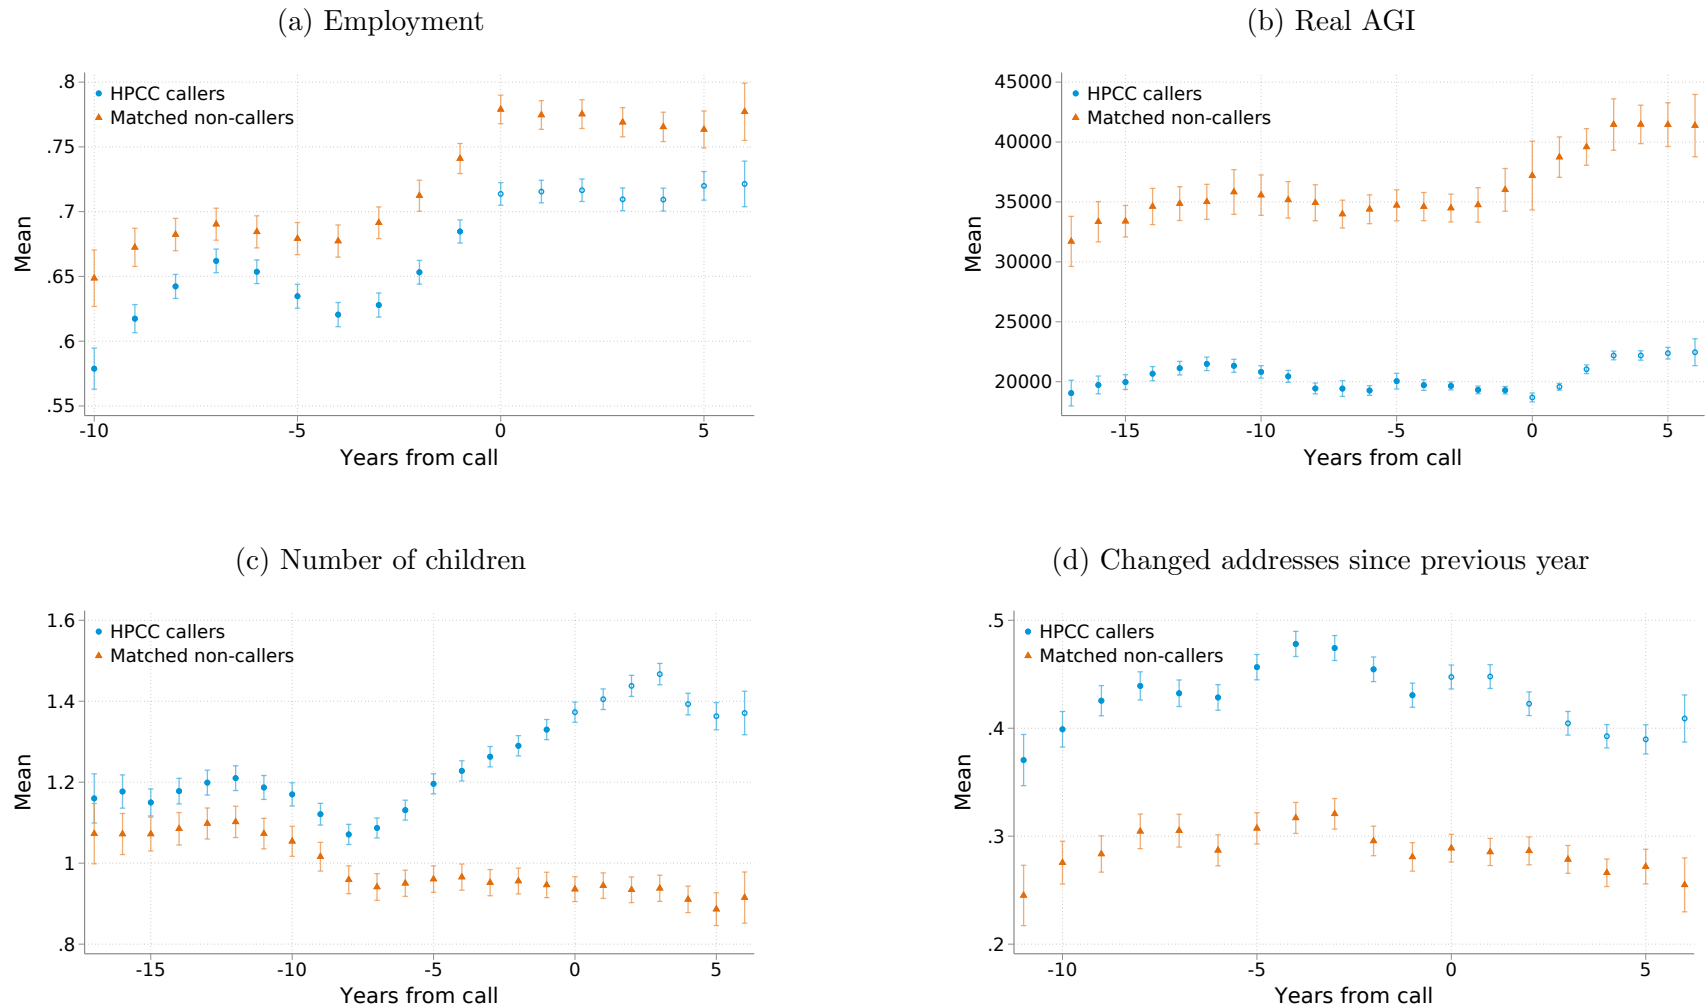 (a) Employment
.8
.75
.7
.65
.6
.55
Mean
HPCC callers
Matched non-callers
-10
-5
0
5
Years from call
(b) Real AGI
45000
40000
35000
30000
25000
20000
Mean
HPCC callers
Matched non-callers
-15
-10
-5
0
5
Years from call
(c) Number of children
1.6
1.4
1.2
1
.8
Mean
HPCC callers
Matched non-callers
-15
-10
-5
0
5
Years from call
(d) Changed addresses since previous year
.5
.4
.3
.2
Mean
HPCC callers
Matched non-callers
-10
-5
0
5
Years from call